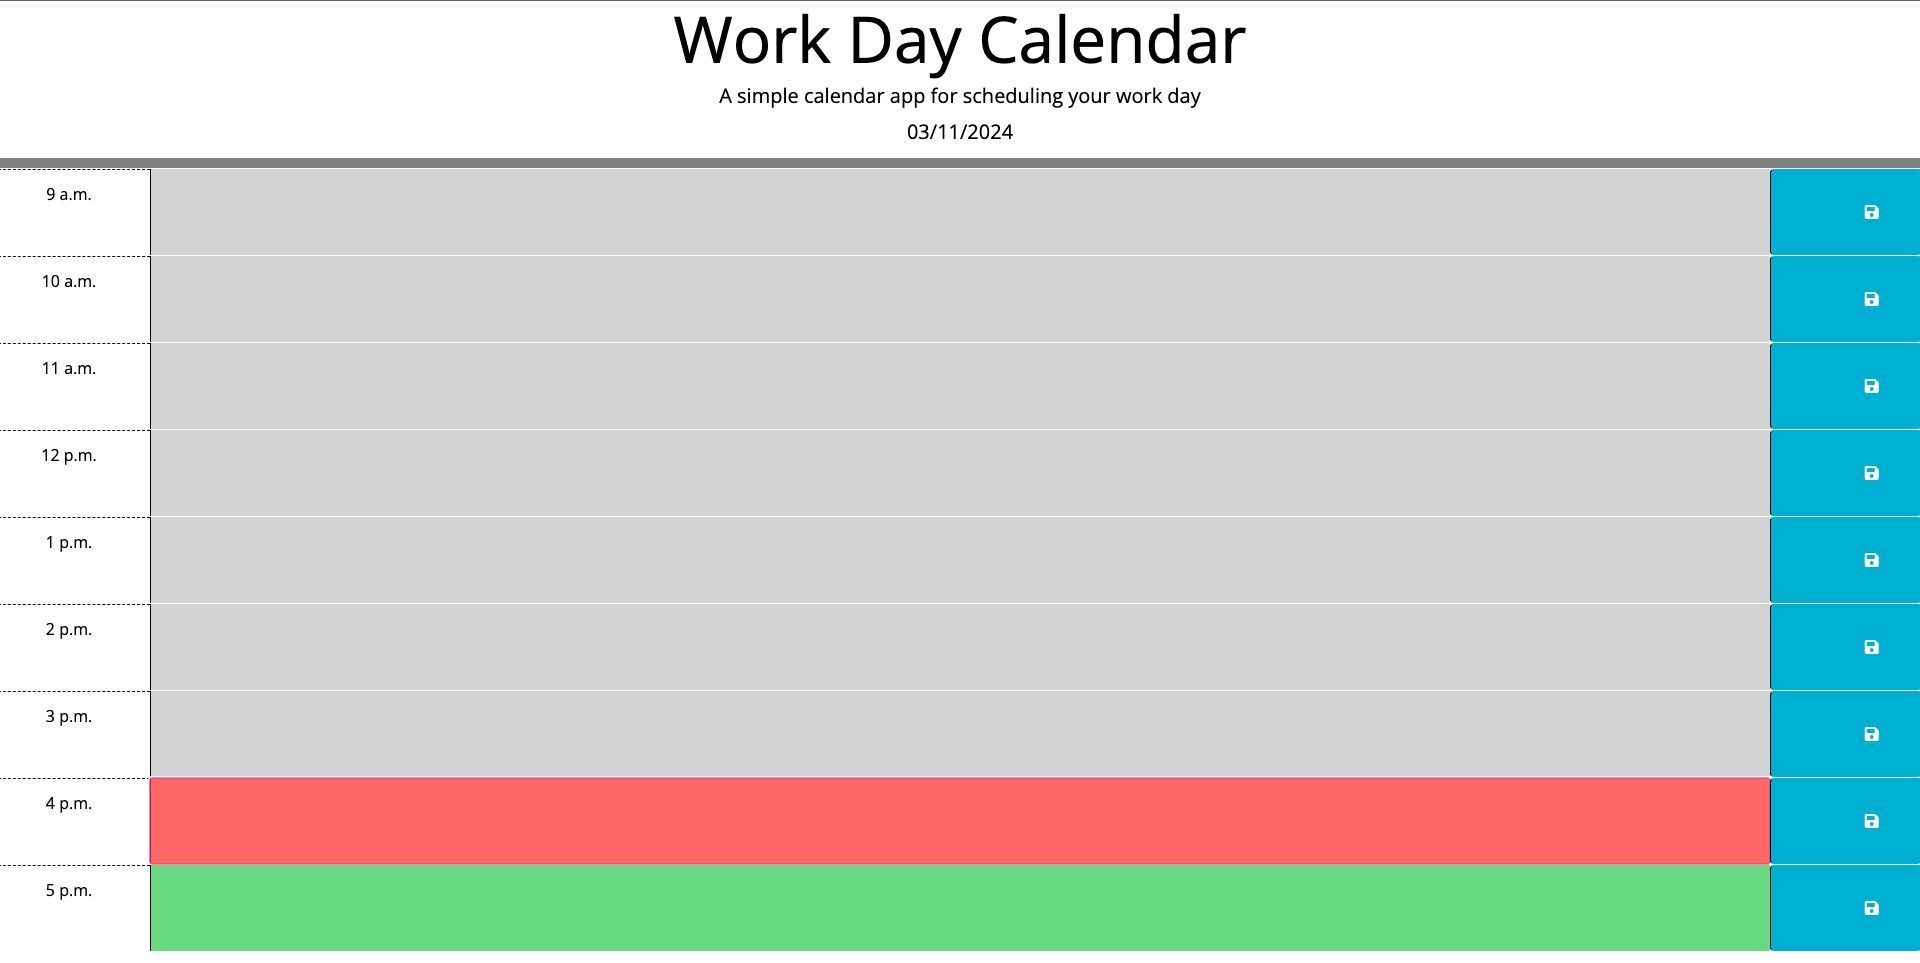 Work Day Calendar
A simple calendar app for scheduling your work day
03/11/2024
9 a.m.
10 a.m.
11 a.m.
12 p.m.
1 p.m.
2 p.m.
3 p.m.
4 p.m.
5 p.m.